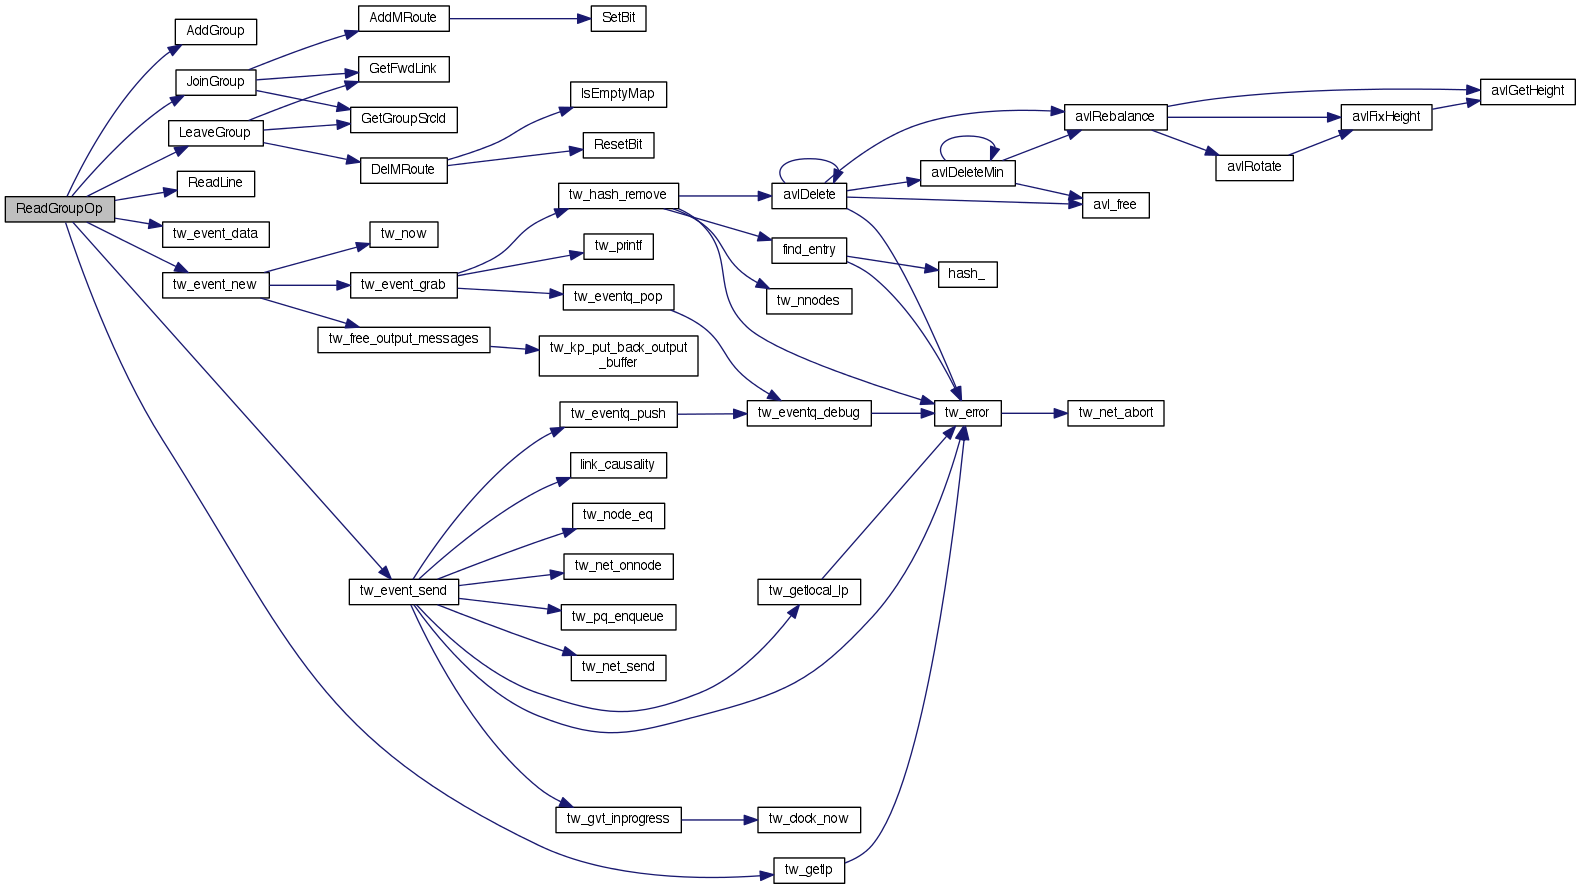 ReadGroupOp
AddGroup
JoinGroup
LeaveGroup
ReadLine
tw_event_data
tw_event_new
AddMRoute
GetFwdLink
GetGroupSrcId
DelMRoute
tw_now
tw_event_grab
tw_free_output_messages
tw_event_send
SetBit
IsEmptyMap
ResetBit
tw_hash_remove
tw_printf
tw_eventq_pop
tw_kp_put_back_output
_buffer
tw_eventq_push
link_causality
tw_node_eq
tw_net_onnode
tw_pq_enqueue
tw_net_send
tw_gvt_inprogress
avlDelete
find_entry
tw_nnodes
tw_eventq_debug
tw_getlocal_lp
tw_clock_now
tw_getlp
avlDeleteMin
hash_
tw_error
avlRebalance
avl_free
tw_net_abort
avlRotate
avlFixHeight
avlGetHeight